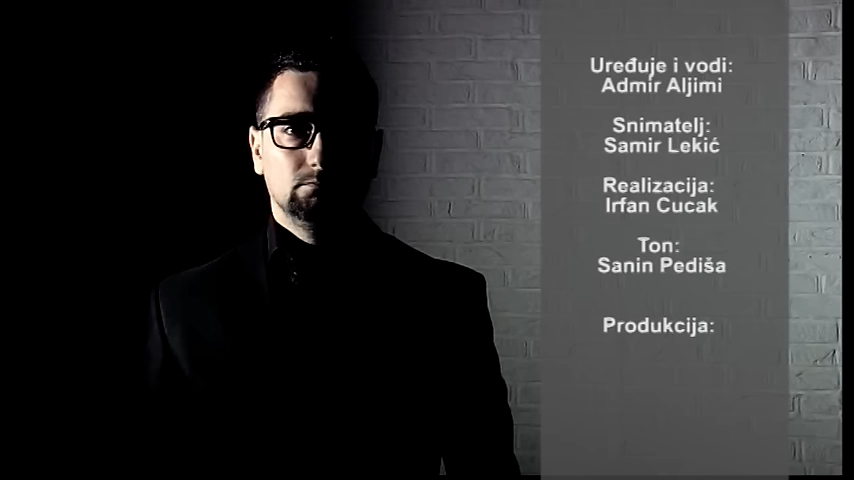 Uređuje i vodi:
Admir Aljimi
Snimatelj:
Samir Lekić
Realizacija:
Irfan Cucak
Ton:
Sanin Pediša
Produkcija: